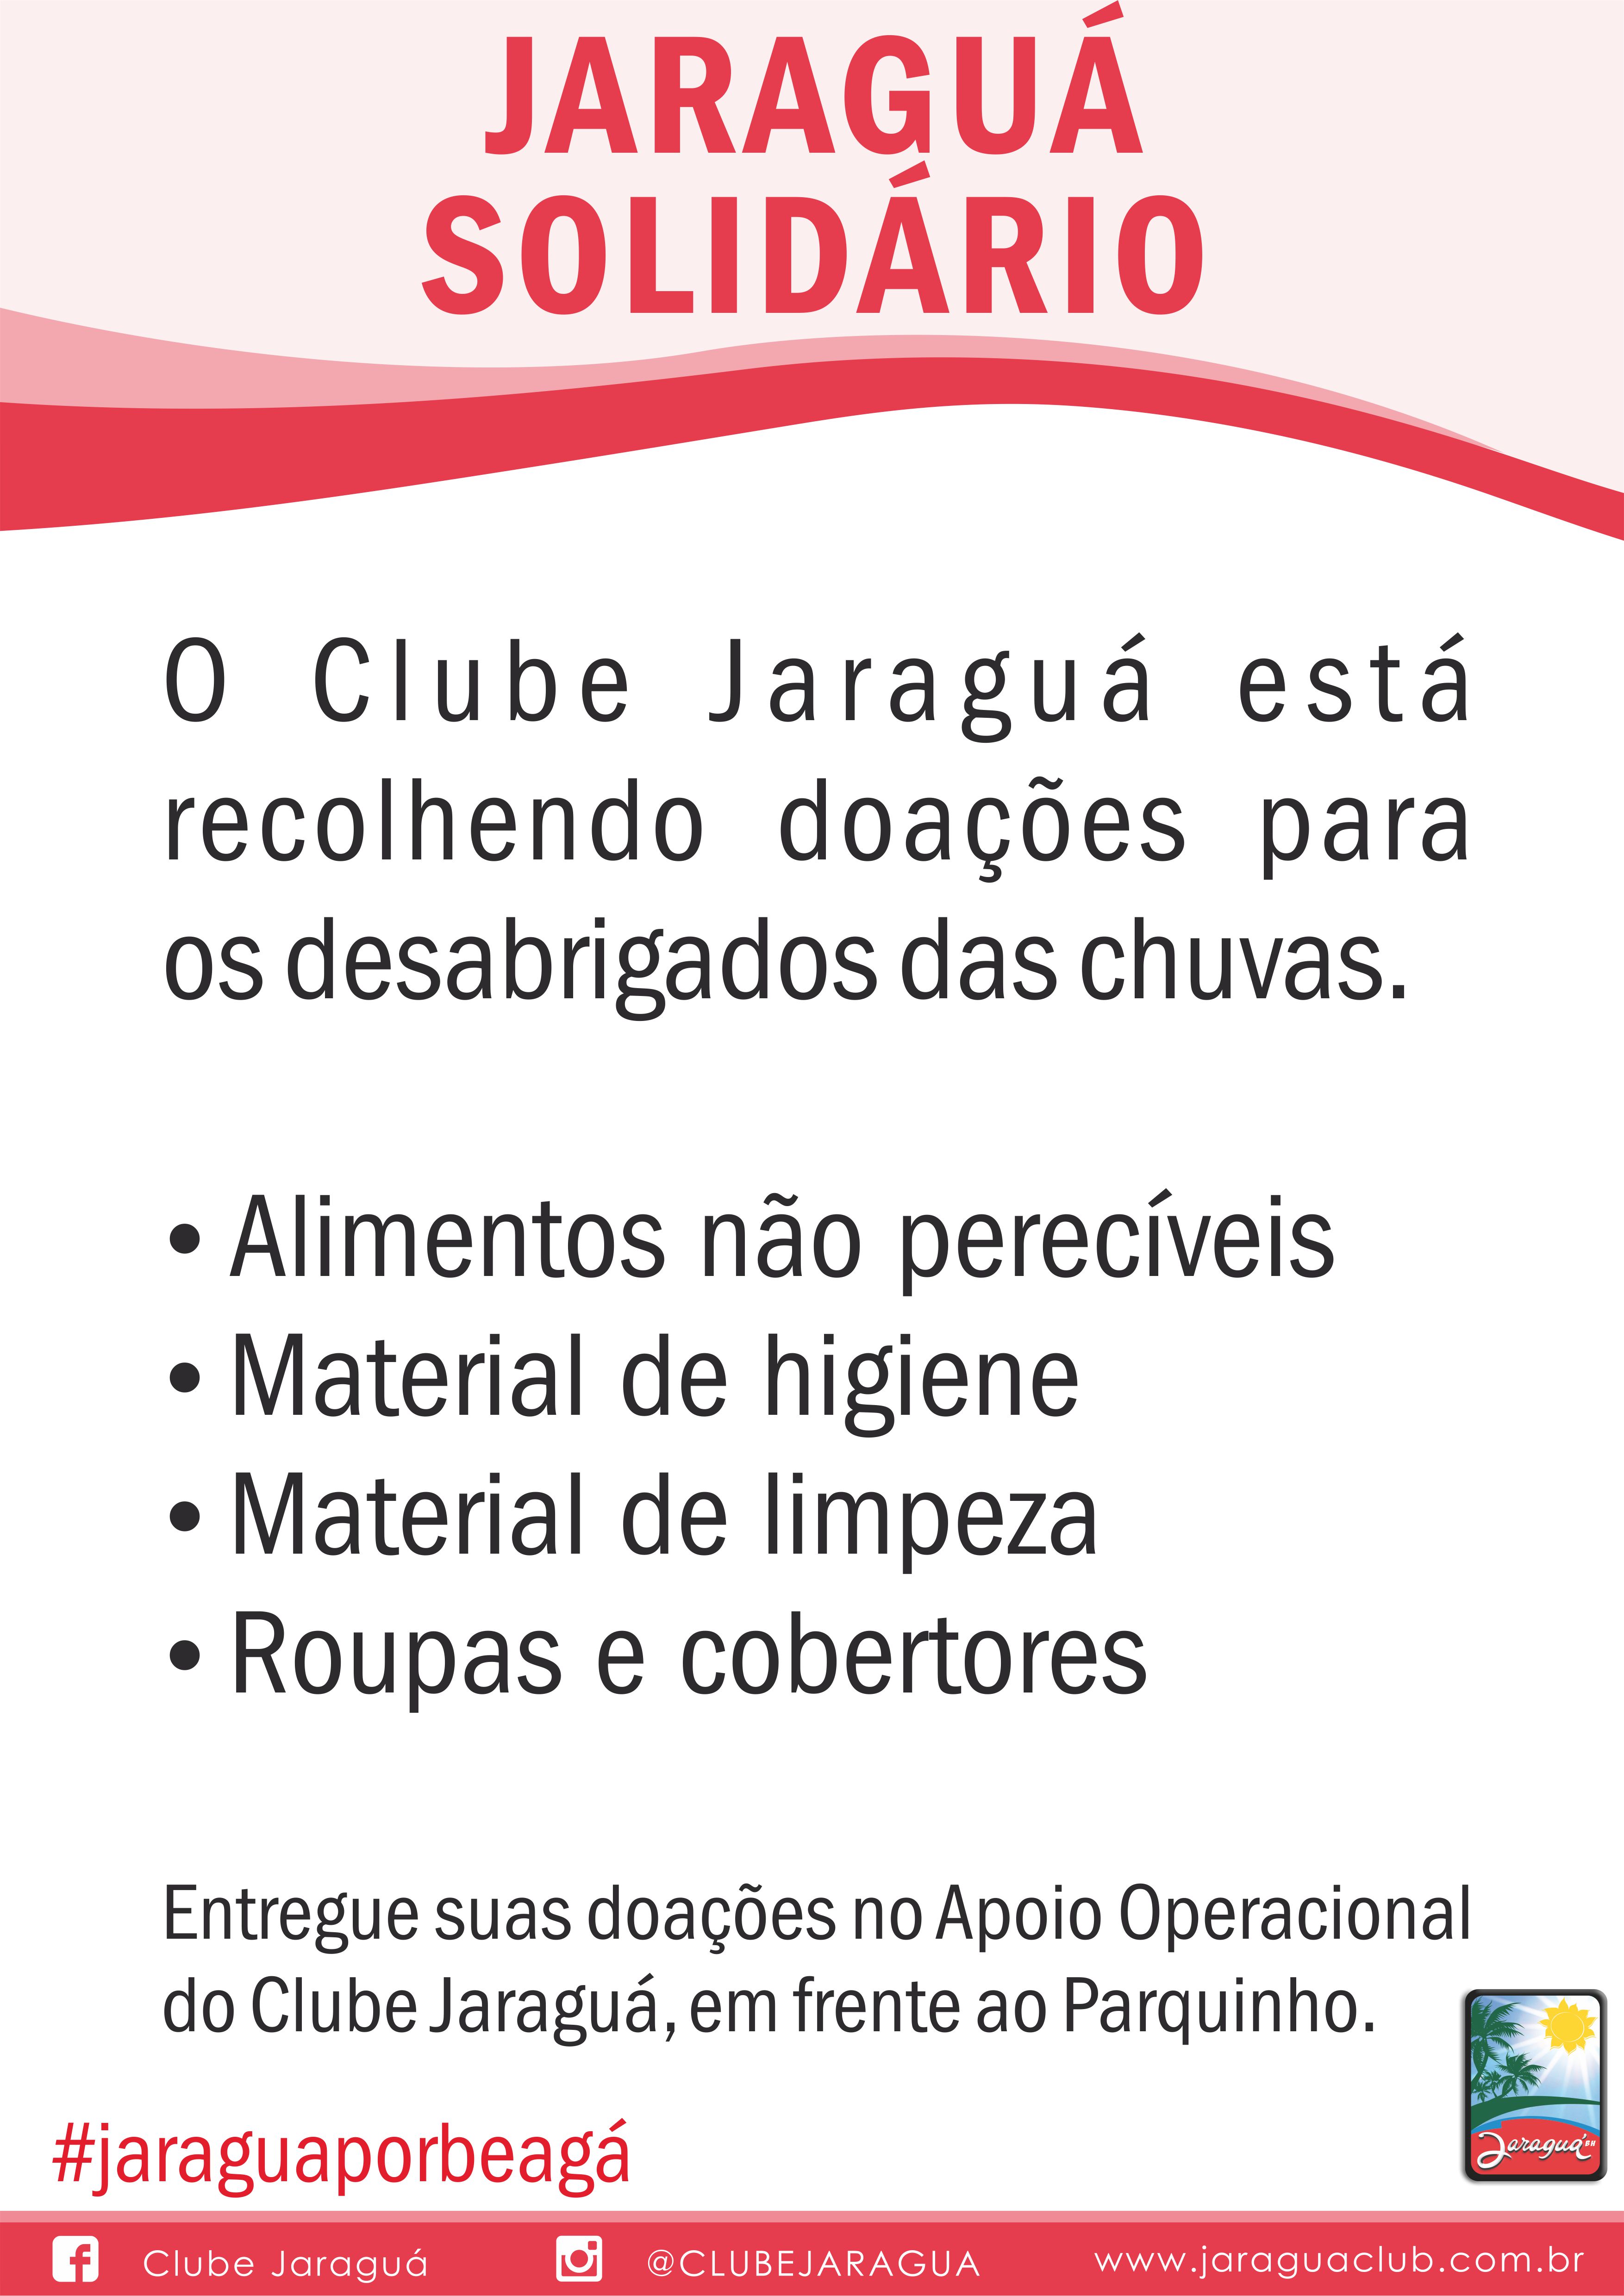 JARAGUÁ
SOLIDÁRIO
O Clube Jaraguá está
recolhendo doações para
os desabrigados das chuvas.
• Alimentos não perecíveis
• Material de higiene
• Material de limpeza
• Roupas e cobertores
Entregue suas doações no Apoio Operacional
do Clube Jaraguá, em frente ao Parquinho.
Jaraguá BH
#jaraguaporbeagá
Clube Jaraguá @CLUBEJARAGUA www.jaraguaclub.com.br